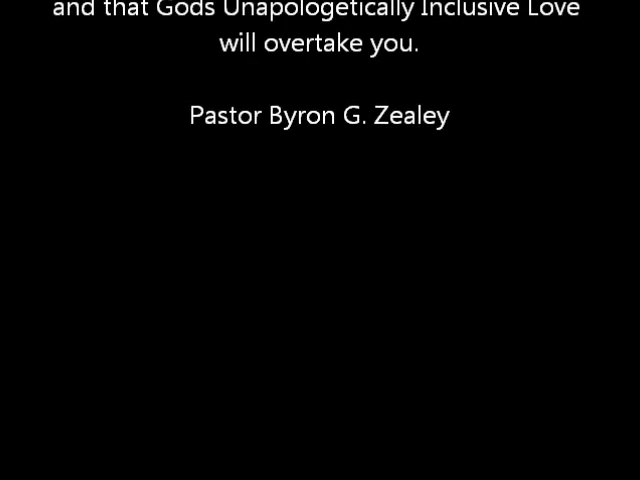 and that Gods Unapologetically Inclusive Love
will overtake you.
Pastor Byron G. Zealey